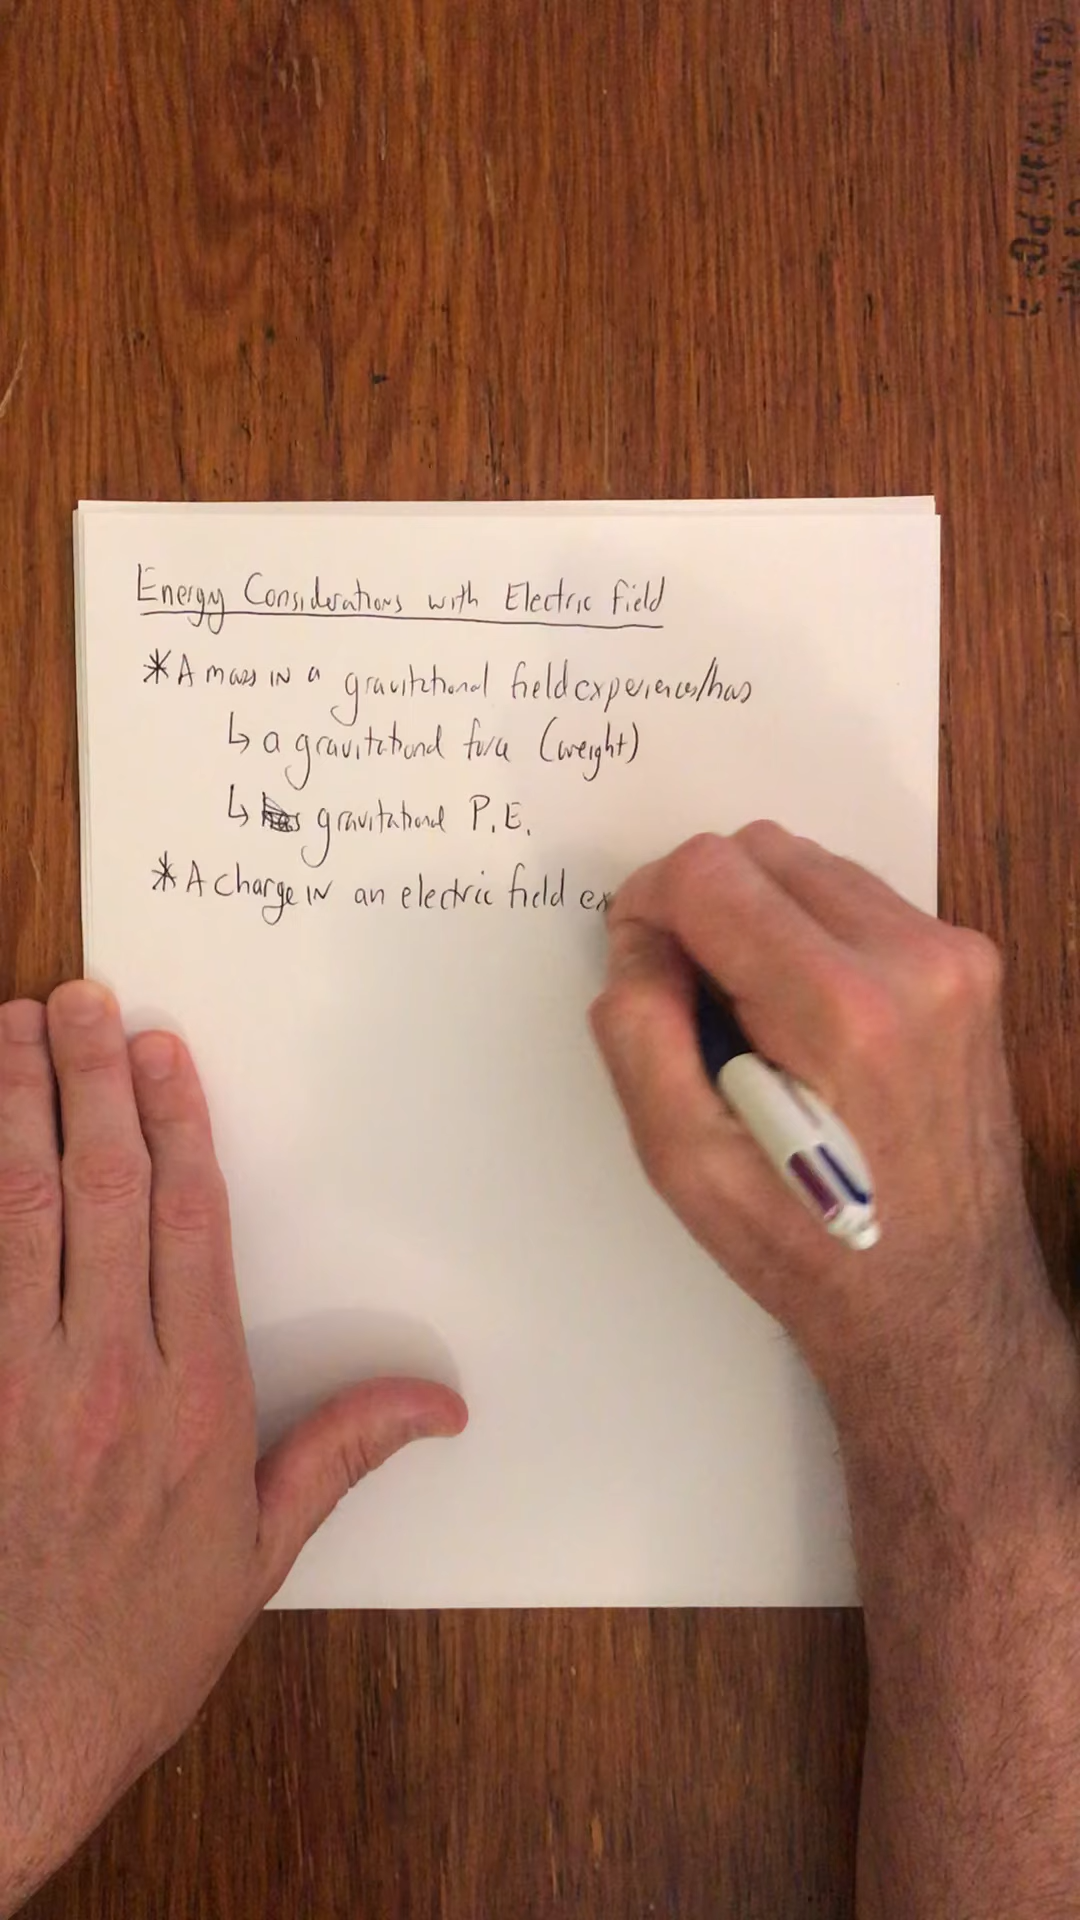 Energy Considerations with Electric Field
*A mass in a gravitational field experiences/has
↳ a gravitational force (weight)
↳ gravitational P.E.
*A charge in an electric field ex